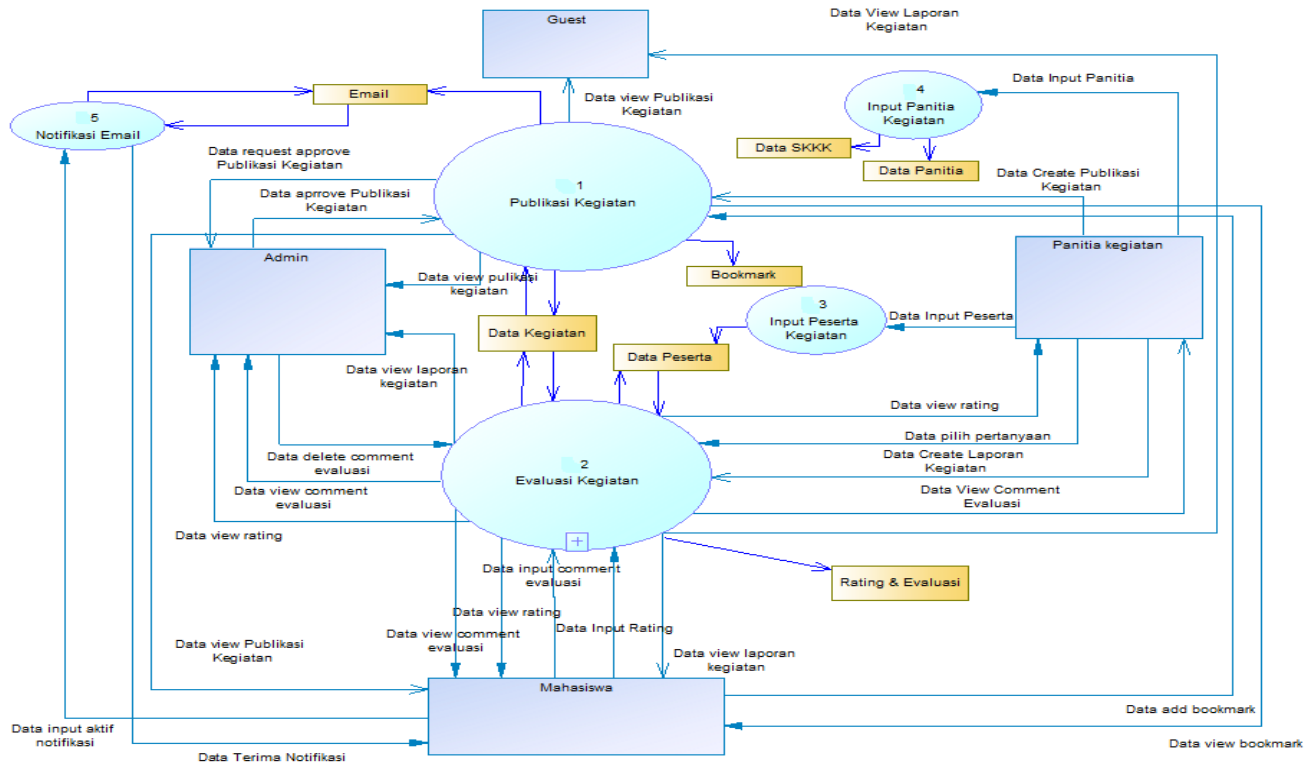 Data View Laporan
Kegiatan
Guest
Data Input Panitia
Email
4
Input Panitia
Kegiatan
Data view Publikasi
Kegiatan
5
Notifikasi Email
Data request approve
Publikasi Kegiatan
Data SKKK
Data Panitia
Data Create Publikasi
Kegiatan
Data aprrove Publikasi
Kegiatan
1
Publikasi Kegiatan
Admin
Panitia kegiatan
Data view pulikasi
kegiatan
Bookmark
3
Input Peserta
Kegiatan
Data Input Peserta
Data Kegiatan
Data Peserta
Data view laporan
kegiatan
Data view rating
Data pilih pertanyaan
Data delete comment
evaluasi
Data Create Laporan
Kegiatan
2
Evaluasi Kegiatan
Data view comment
evaluasi
Data View Comment
Evaluasi
Data view rating
Data input comment
evaluasi
Rating & Evaluasi
Data view rating
Data view comment
evaluasi
Data Input Rating
Data view Publikasi
Kegiatan
Data view laporan
kegiatan
Mahasiswa
Data add bookmark
Data input aktif
notifikasi
Data view bookmark
Data Terima Notifikasi